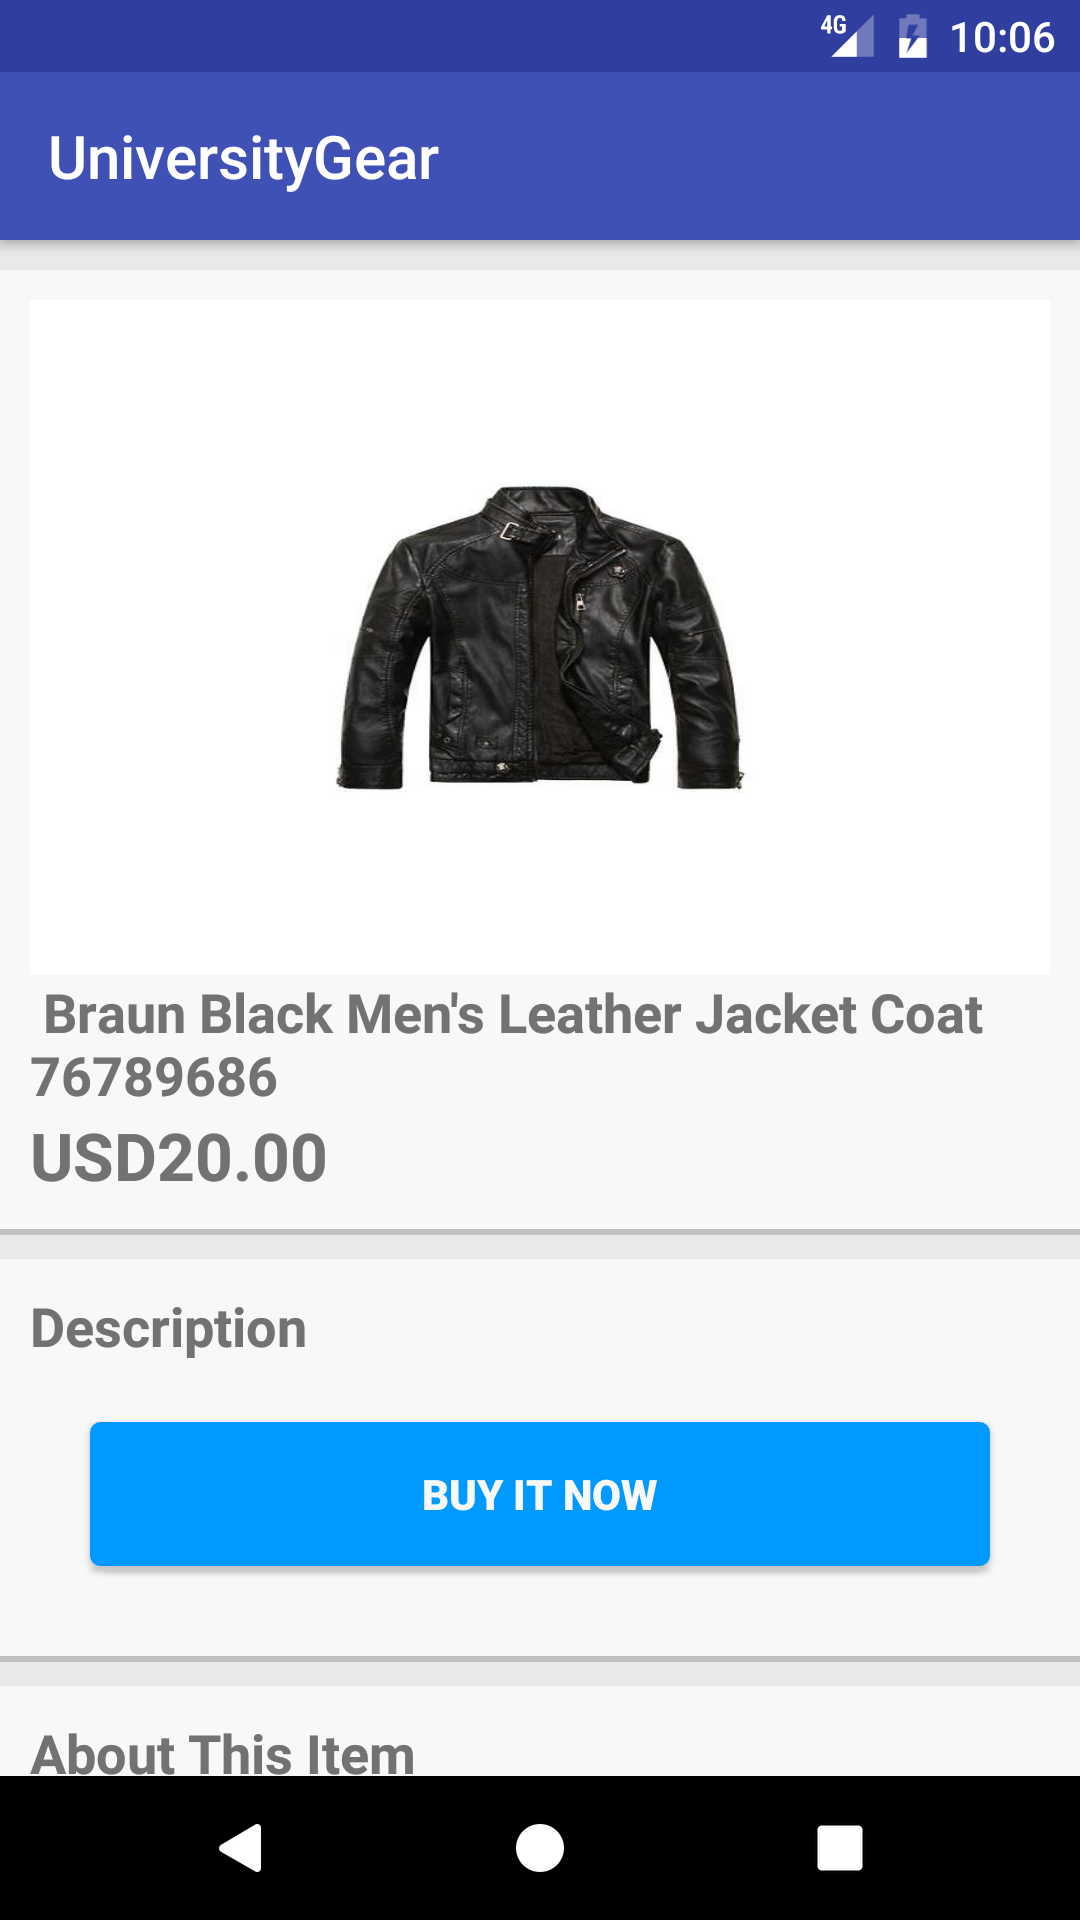 4G 10:06
UniversityGear
Braun Black Men's Leather Jacket Coat
76789686
USD20.00
Description
BUY IT NOW
About This Item